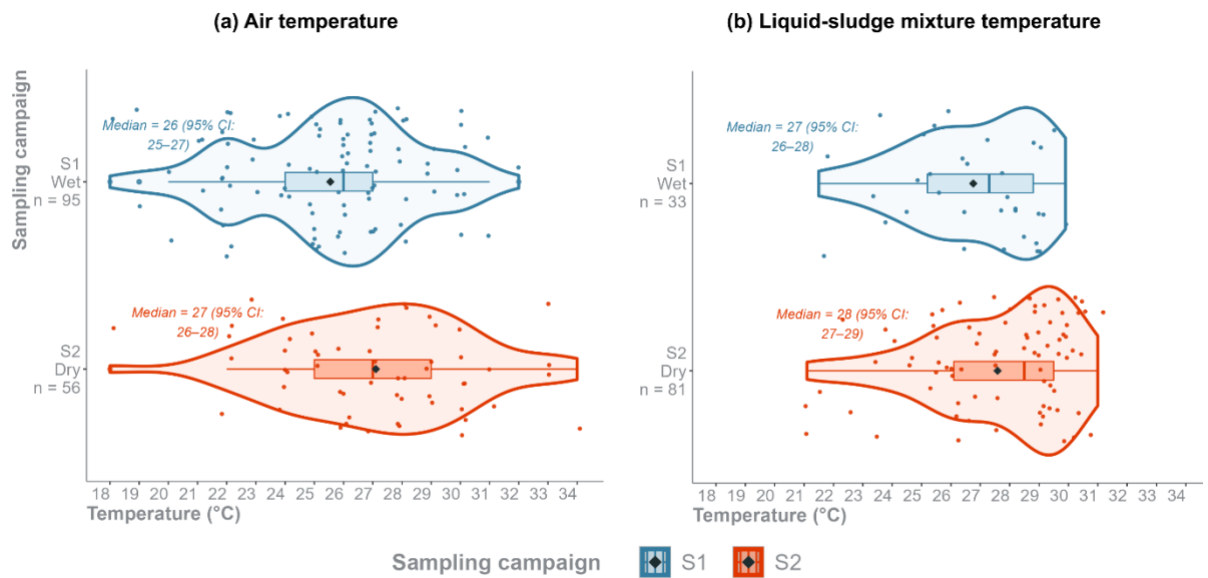 (a) Air temperature
(b) Liquid-sludge mixture temperature
Sampling campaign
Median = 26 (95% CI:
25–27)
S1
Wet
n = 95
Median = 27 (95% CI:
26–28)
S2
Dry
n = 56
18 19 20 21 22 23 24 25 26 27 28 29 30 31 32 33 34
Temperature (°C)
Median = 27 (95% CI:
26–28)
S1
Wet
n = 33
Median = 28 (95% CI:
27–29)
S2
Dry
n = 81
18 19 20 21 22 23 24 25 26 27 28 29 30 31 32 33 34
Temperature (°C)
Sampling campaign S1 S2